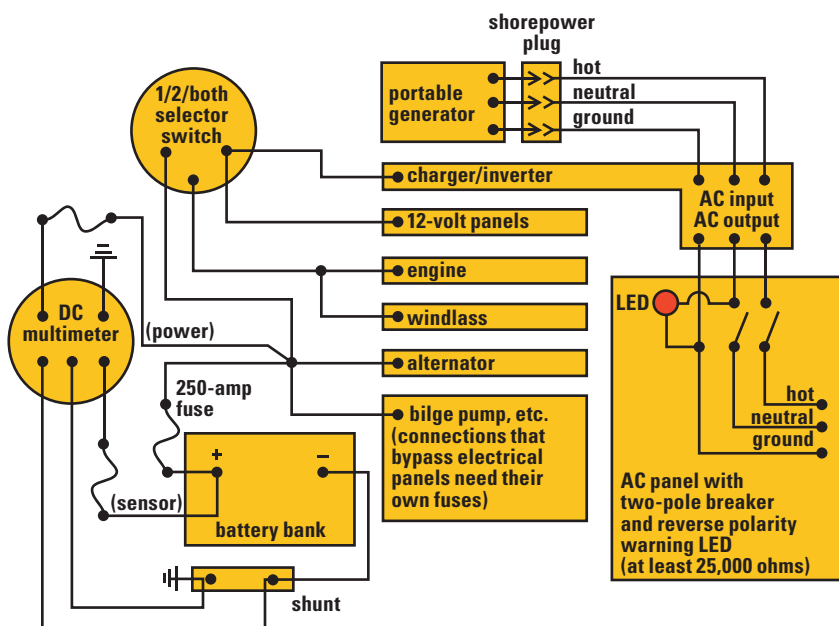 shorepower
plug
hot
neutral
ground
portable
generator
1/2/both
selector
switch
charger/inverter
AC input
AC output
12-volt panels
engine
LED
DC
multimeter
(power)
windlass
alternator
250-amp
fuse
hot
neutral
ground
bilge pump, etc.
(connections that
bypass electrical
panels need their
own fuses)
+
−
(sensor)
battery bank
AC panel with
two-pole breaker
and reverse polarity
warning LED
(at least 25,000 ohms)
shunt